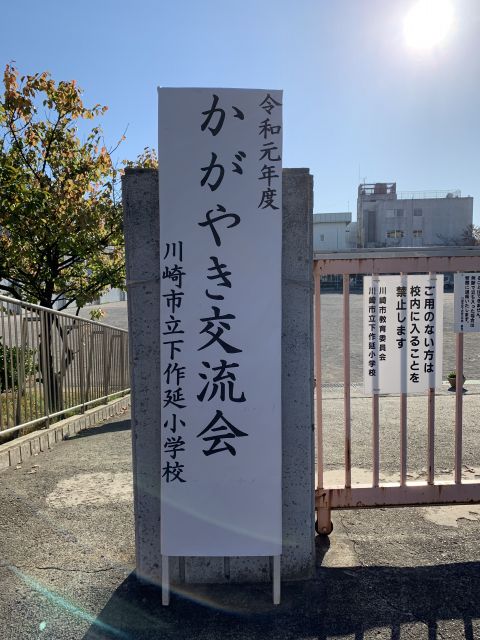 令和元年度
かがやき交流会
川崎市立下作延小学校
ご用のない方は
校内に入ることを
禁止します
川崎市教育委員会
川崎市立下作延小学校